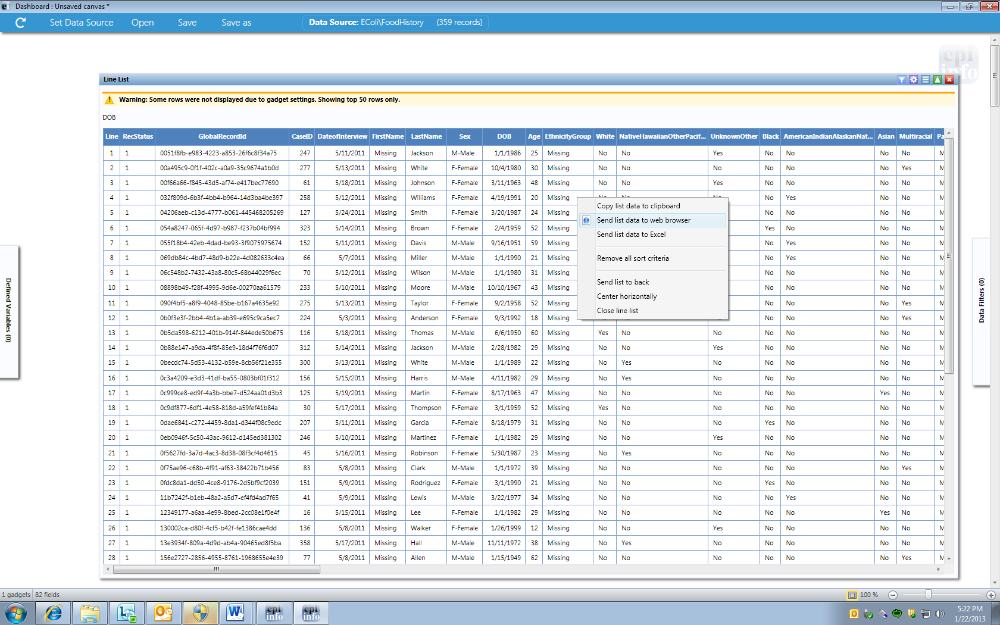 Dashboard : Unsaved canvas *
Set Data Source Open Save Save as Data Source: EColi\FoodHistory (359 records)
epi info
Line List
Warning: Some rows were not displayed due to gadget settings. Showing top 50 rows only.
DOB
Line RecStatus GlobalRecordId CaseID DateofInterview FirstName LastName Sex DOB Age EthnicityGroup White NativeHawaiianOtherPacif... UnknownOther Black AmericanIndianAlaskanNat... Asian Multiracial Pa
1 1 0051f8fb-e983-4223-a853-26f6c8f34a75 247 5/11/2011 Missing Jackson M-Male 1/1/1986 25 Missing No No Yes No No No No M
2 1 00a495c9-0f1f-402c-a0a9-35c9674a1b0d 277 5/13/2011 Missing White F-Female 10/4/1980 30 Missing No No No No No No Yes M
3 1 00f66a66-f845-43d5-af74-e417bec77690 61 5/18/2011 Missing Johnson F-Female 3/11/1963 48 Missing No No Yes No No No No M
4 1 032f809d-6b3f-4bb4-b964-14d3ba4be397 258 5/12/2011 Missing Williams F-Female 4/19/1991 20 Missing No No No No Yes No No M
5 1 04206aeb-c13d-4777-b061-445468205269 127 5/24/2011 Missing Smith F-Female 3/20/1987 24 Missing No No No No M
6 1 054a8247-065f-4d97-b987-f237b04bf994 323 5/14/2011 Missing Brown F-Female 2/4/1959 52 Missing Yes No No No M
7 1 055f18b4-42eb-4dad-be93-3f9075975674 152 5/11/2011 Missing Davis M-Male 9/16/1951 59 Missing No Yes No No M
8 1 069db84c-4bd7-48d9-b22e-4d082633c4ea 66 5/7/2011 Missing Miller M-Male 1/1/1990 21 Missing No Yes No No M
9 1 06c548b2-7432-43a8-80c5-68b44029f6ec 70 5/12/2011 Missing Wilson M-Male 1/1/1980 31 Missing No No No No M
10 1 08898b49-f28f-4995-9d6e-00270aa61579 233 5/10/2011 Missing Moore M-Male 10/10/1967 43 Missing No No No No M
11 1 090f4bf5-a8f9-4048-85be-b167a4635e92 275 5/13/2011 Missing Taylor F-Female 9/2/1958 52 Missing No No No Yes M
12 1 0b0f3e3f-2bb4-4b1a-ab39-e695c9ca5ec7 224 5/3/2011 Missing Anderson F-Female 9/3/1992 18 Missing No No No No No No Yes M
13 1 0b5da598-6212-401b-914f-844ede50b675 116 5/18/2011 Missing Thomas M-Male 6/6/1950 60 Missing Yes No No No No No No M
14 1 0b88e147-a9da-4f8f-85e9-18d4f76f6d07 312 5/14/2011 Missing Jackson M-Male 2/28/1982 29 Missing No No Yes No No No No M
15 1 0becdc74-5d53-4132-b59e-8cb56f21e355 300 5/13/2011 Missing White M-Male 1/1/1989 22 Missing No Yes No No No No No M
16 1 0c3a4209-e3d3-41df-ba55-0803bf01f312 156 5/15/2011 Missing Harris M-Male 4/11/1982 29 Missing No Yes No No No No No M
17 1 0c999ce8-ed9f-4a3b-bbe7-d524aa01d3b3 125 5/19/2011 Missing Martin F-Female 8/17/1963 47 Missing No No No No No Yes No M
18 1 0c9df877-6df1-4e58-818d-a59fef41b84a 30 5/17/2011 Missing Thompson F-Female 3/1/1959 52 Missing Yes No No No No No No M
19 1 0dae6841-c272-4459-8da1-d344f08c9edc 207 5/11/2011 Missing Garcia F-Female 8/18/1979 31 Missing No No No Yes No No No M
20 1 0eb0946f-5c50-43ac-9612-d145ed381302 246 5/10/2011 Missing Martinez F-Female 1/1/1982 29 Missing No No Yes No No No No M
21 1 0f5627fd-3a7d-4ac3-8d38-08f3cf4d4615 45 5/16/2011 Missing Robinson F-Female 5/30/1987 23 Missing No Yes No No No No No M
22 1 0f75ae96-c68b-4f91-af63-38422b71b456 83 5/8/2011 Missing Clark M-Male 1/1/1972 39 Missing No No No No No No Yes M
23 1 0fdc8da1-dd50-4ce8-9176-2d5bf9cf2039 151 5/9/2011 Missing Rodriguez F-Female 3/1/1990 21 Missing No No No Yes No No No M
24 1 11b7242f-b1eb-48a2-a5d7-ef4fd4ad7f65 41 5/9/2011 Missing Lewis M-Male 3/22/1977 34 Missing No No No No Yes No No M
25 1 12349177-a6aa-4e99-8bed-2cc08e1f0e4f 16 5/15/2011 Missing Lee F-Female 1/1/1982 29 Missing No No No No No Yes No M
26 1 130002ca-d80f-4cf5-b42f-fe1386cae4dd 136 5/8/2011 Missing Walker F-Female 1/26/1999 12 Missing No No Yes No No No No M
27 1 13e3934f-809a-4d9d-ab4a-90465ed8f5ba 358 5/17/2011 Missing Hall M-Male 11/11/1972 38 Missing No Yes No No No No No M
28 1 156e2727-2856-4955-8761-1968655e4e39 77 5/8/2011 Missing Allen M-Male 1/15/1949 62 Missing No No No No No No Yes M
Copy list data to clipboard
Send list data to web browser
Send list data to Excel
Remove all sort criteria
Send list to back
Center horizontally
Close line list
Defined Variables (0)
Data Filters (0)
1 gadgets 82 fields 100 %
epi info epi info
5:22 PM
1/22/2013